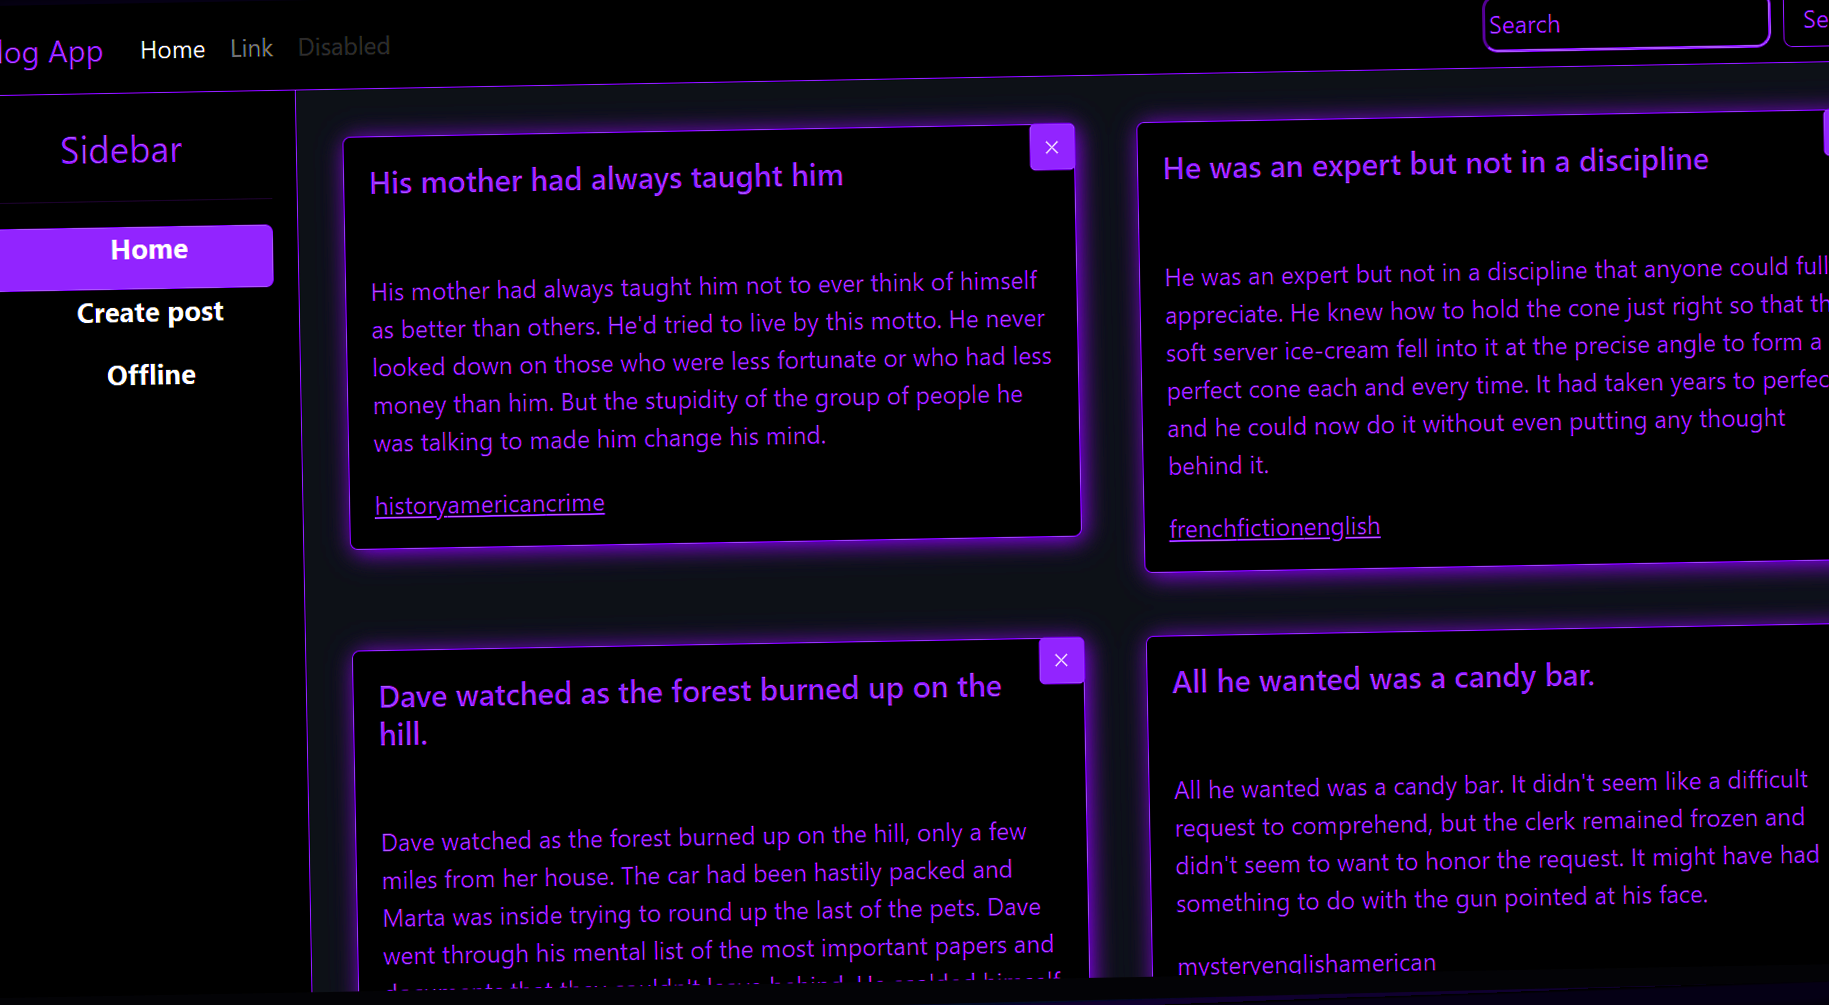 log App
Home
Link
Disabled
Search
Se
Sidebar
Home
Create post
Offline
His mother had always taught him
His mother had always taught him not to ever think of himself
as better than others. He'd tried to live by this motto. He never
looked down on those who were less fortunate or who had less
money than him. But the stupidity of the group of people he
was talking to made him change his mind.
historyamericancrime
He was an expert but not in a discipline
He was an expert but not in a discipline that anyone could full
appreciate. He knew how to hold the cone just right so that th
soft server ice-cream fell into it at the precise angle to form a
perfect cone each and every time. It had taken years to perfec
and he could now do it without even putting any thought
behind it.
frenchfictionenglish
Dave watched as the forest burned up on the
hill.
Dave watched as the forest burned up on the hill, only a few
miles from her house. The car had been hastily packed and
Marta was inside trying to round up the last of the pets. Dave
went through his mental list of the most important papers and
documents that they couldn't leave behind. He scolded himself
All he wanted was a candy bar.
All he wanted was a candy bar. It didn't seem like a difficult
request to comprehend, but the clerk remained frozen and
didn't seem to want to honor the request. It might have had
something to do with the gun pointed at his face.
mysteryenglishamerican